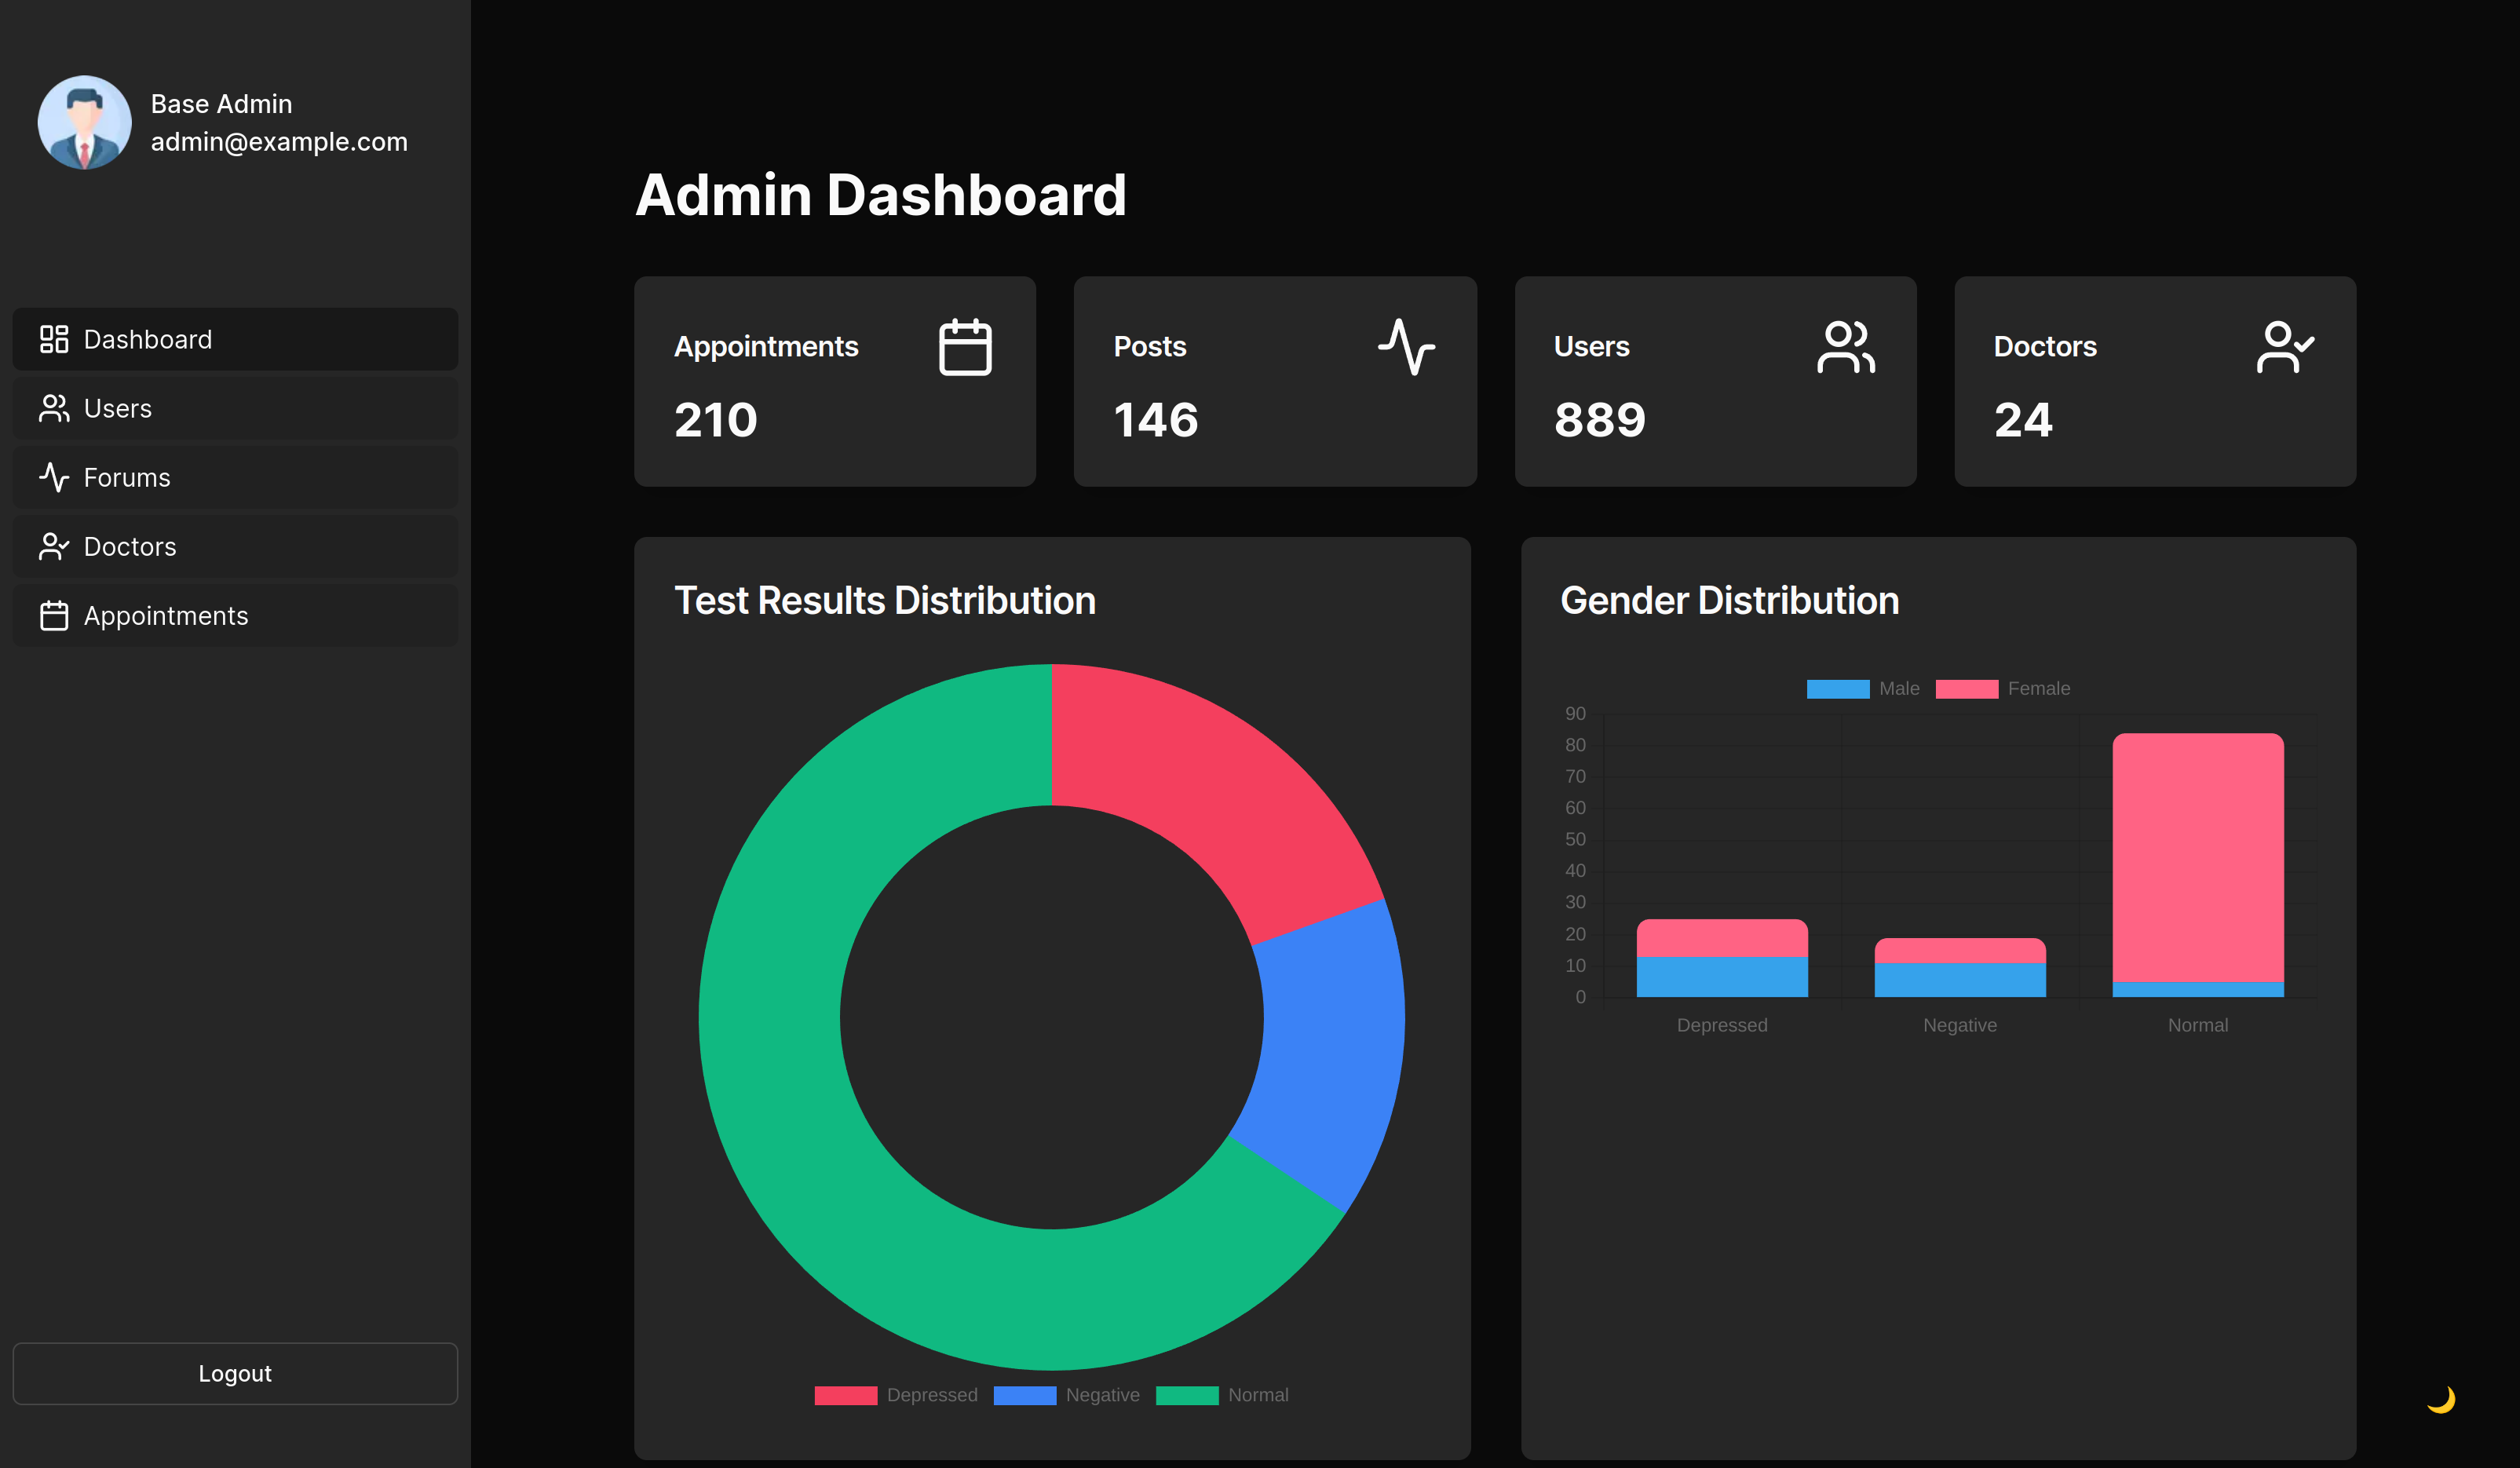 Base Admin
admin@example.com
Dashboard
Users
Forums
Doctors
Appointments
Logout
Admin Dashboard
Appointments
210
Posts
146
Users
889
Doctors
24
Test Results Distribution
Depressed Negative Normal
Gender Distribution
Male Female
90
80
70
60
50
40
30
20
10
0
Depressed Negative Normal